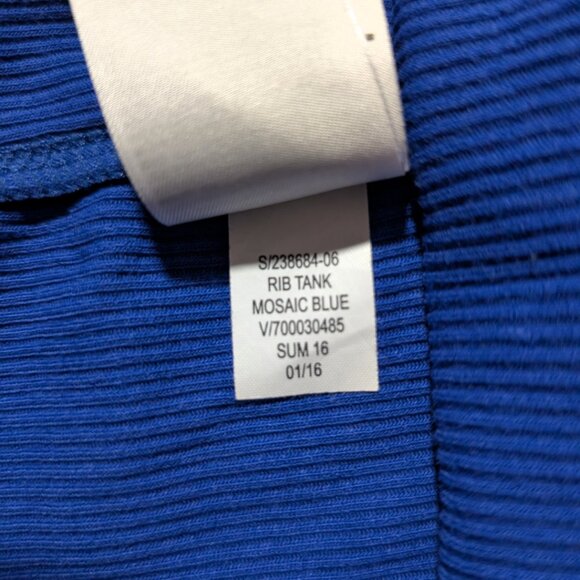 S/238684-06
RIB TANK
MOSAIC BLUE
V/700030485
SUM 16
01/16